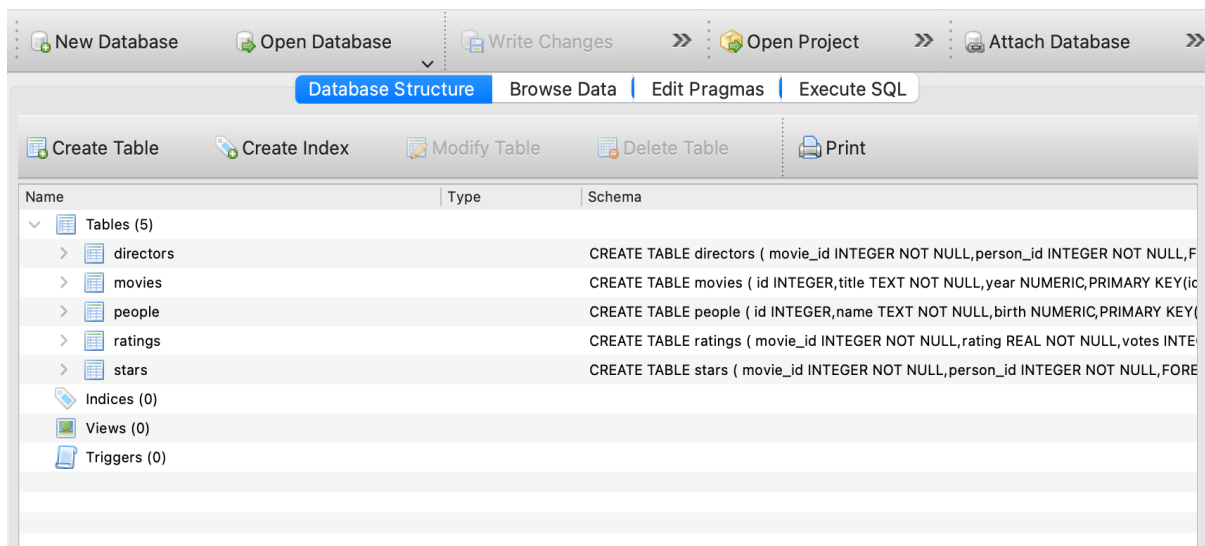 New Database Open Database Write Changes Open Project Attach Database
Database Structure Browse Data Edit Pragmas Execute SQL
Create Table Create Index Modify Table Delete Table Print
Name Type Schema
Tables (5)
directors CREATE TABLE directors ( movie_id INTEGER NOT NULL,person_id INTEGER NOT NULL,F
movies CREATE TABLE movies ( id INTEGER,title TEXT NOT NULL,year NUMERIC,PRIMARY KEY(id
people CREATE TABLE people ( id INTEGER,name TEXT NOT NULL,birth NUMERIC,PRIMARY KEY(
ratings CREATE TABLE ratings ( movie_id INTEGER NOT NULL,rating REAL NOT NULL,votes INTE
stars CREATE TABLE stars ( movie_id INTEGER NOT NULL,person_id INTEGER NOT NULL,FORE
Indices (0)
Views (0)
Triggers (0)